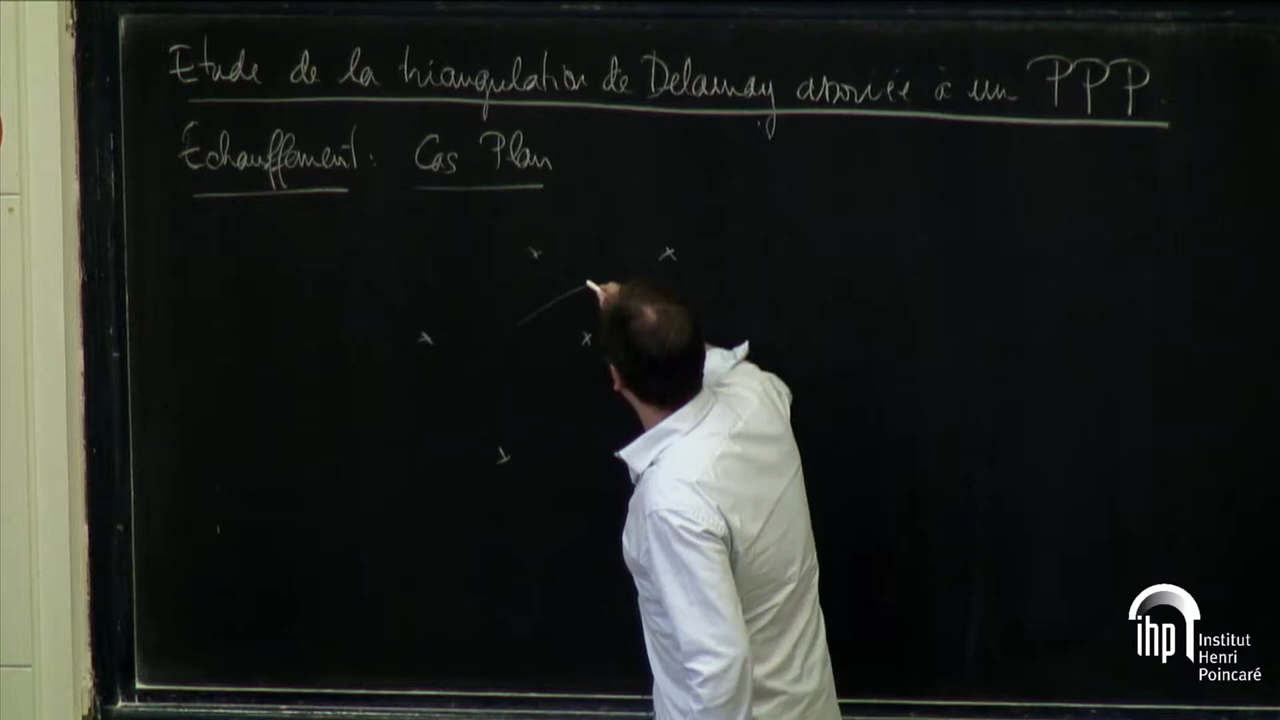 Etude de la triangulation de Delaunay associée à un PPP.
Echauffement : Cas Plan
ihp Institut
Henri
Poincaré